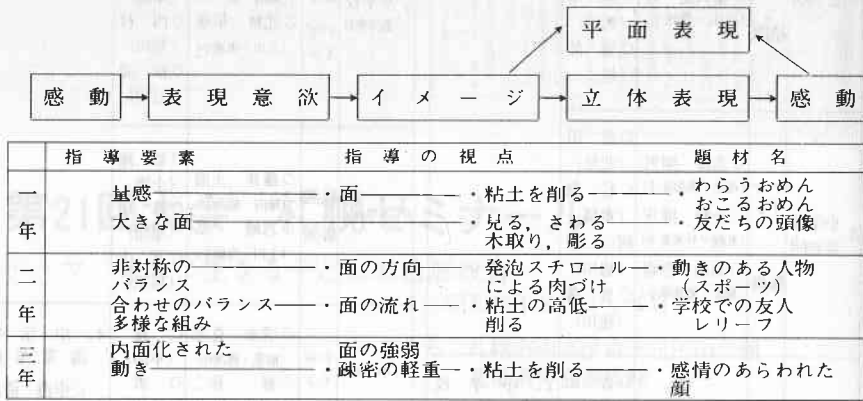 平面表現
感動 表現意欲 イメージ 立体表現 感動
指導要素 指導の視点 題材名
一年
量感 ・面 ・粘土を削る ・わらうおめん
おこるおめん
大きな面 ・見る，さわる ・友だちの頭像
木取り，彫る
二年
非対称の ・面の方向 発泡スチロール ・動きのある人物
バランス による肉づけ （スポーツ）
合わせのバランス ・面の流れ ・粘土の高低 ・学校での友人
多様な組み 削る レリーフ
三年
内面化された 面の強弱
動き ・疎密の軽重 ・粘土を削る ・感情のあらわれた
顔